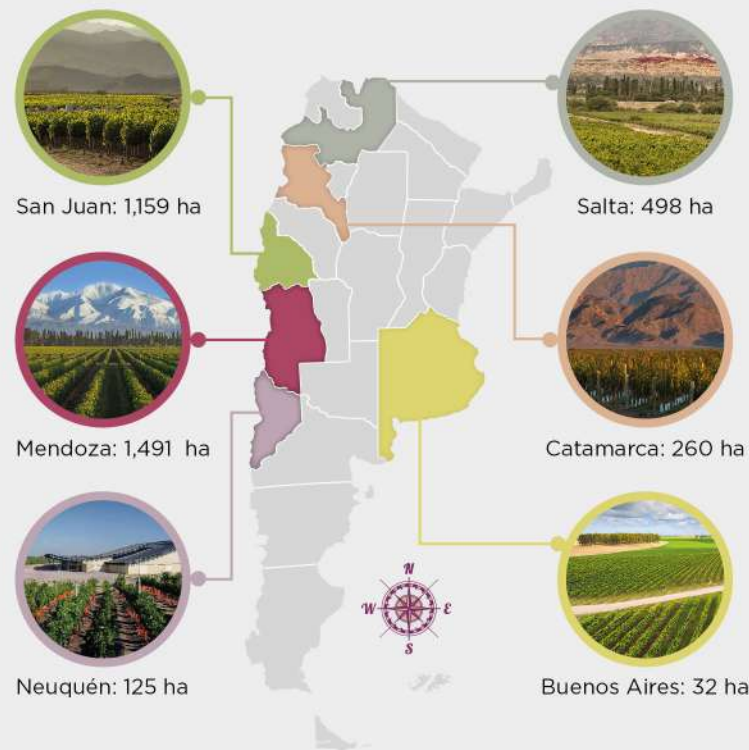 San Juan: 1,159 ha
Salta: 498 ha
Mendoza: 1,491 ha
Catamarca: 260 ha
N
W E
S
Neuquén: 125 ha
Buenos Aires: 32 ha